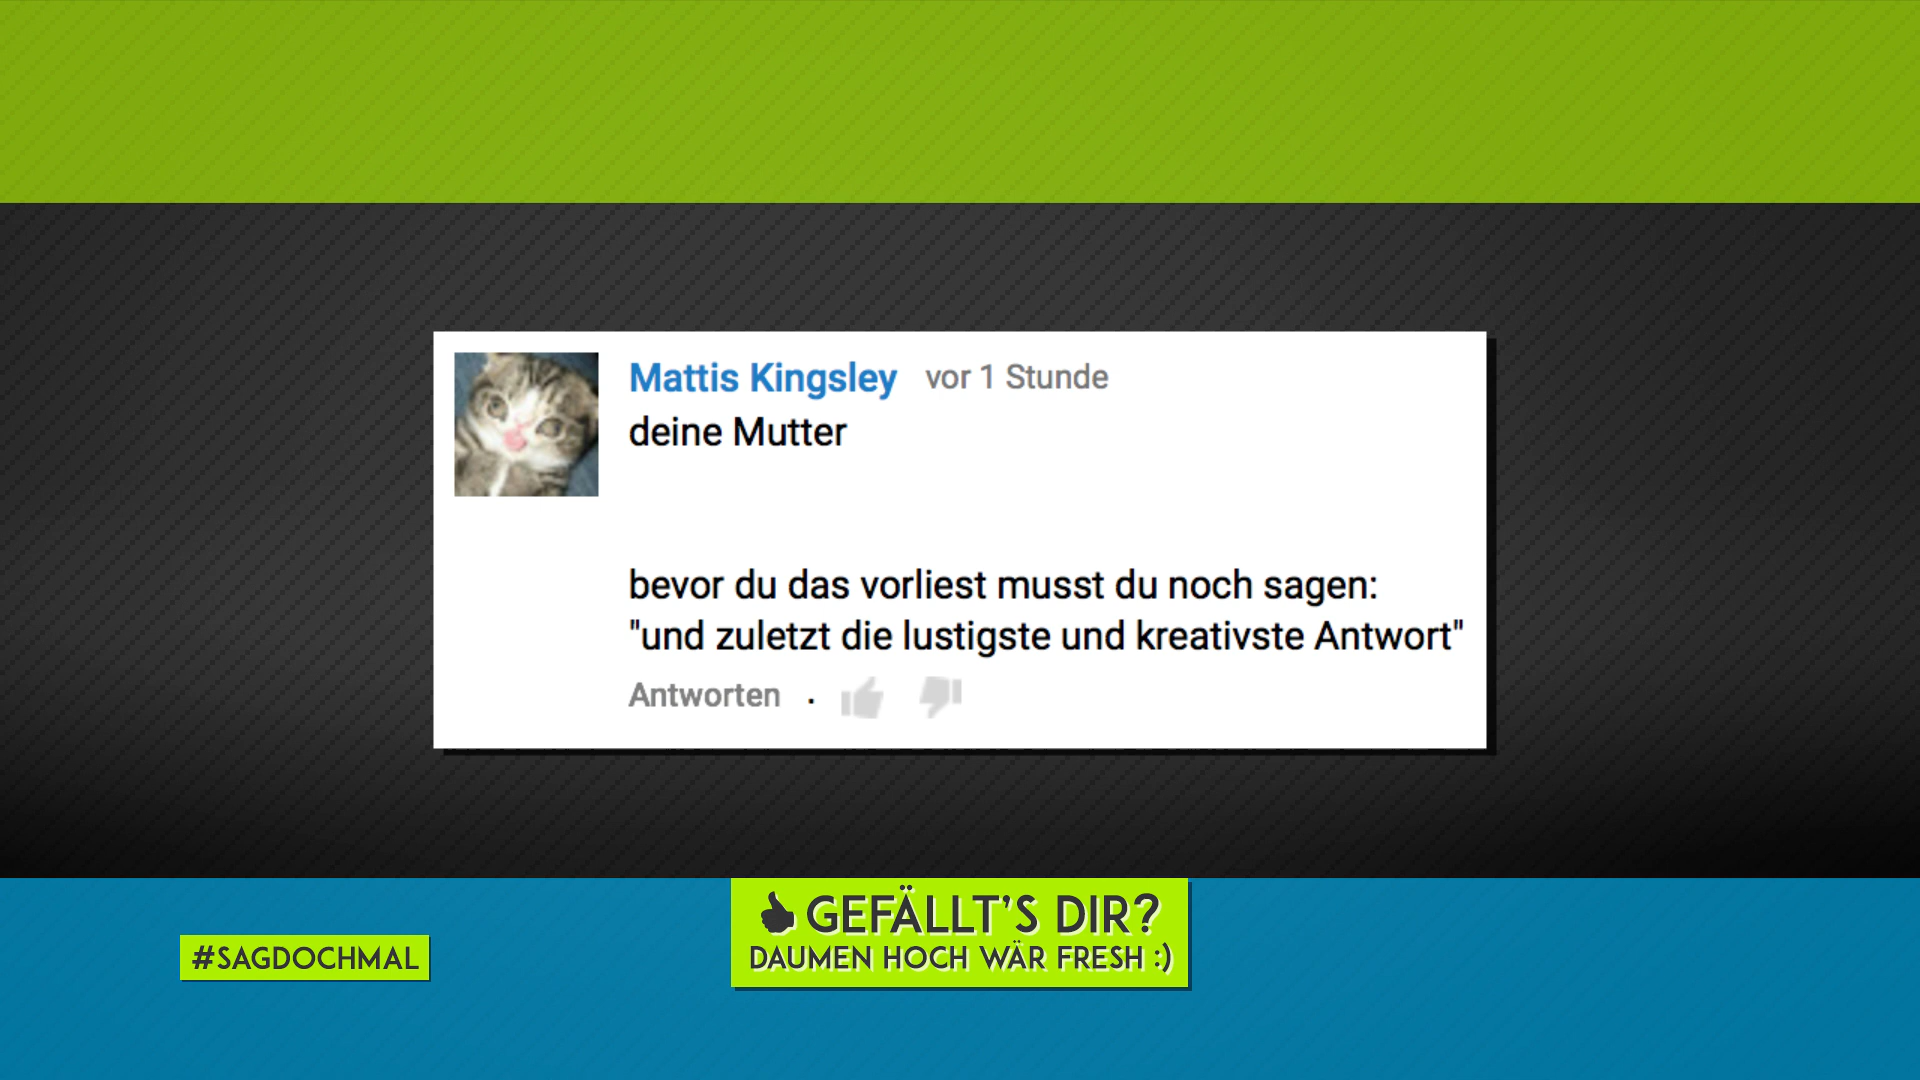 Mattis Kingsley vor 1 Stunde
deine Mutter
bevor du das vorliest musst du noch sagen:
"und zuletzt die lustigste und kreativste Antwort"
Antworten .
GEFÄLLT'S DIR?
DAUMEN HOCH WÄR FRESH :)
#SAGDOCHMAL